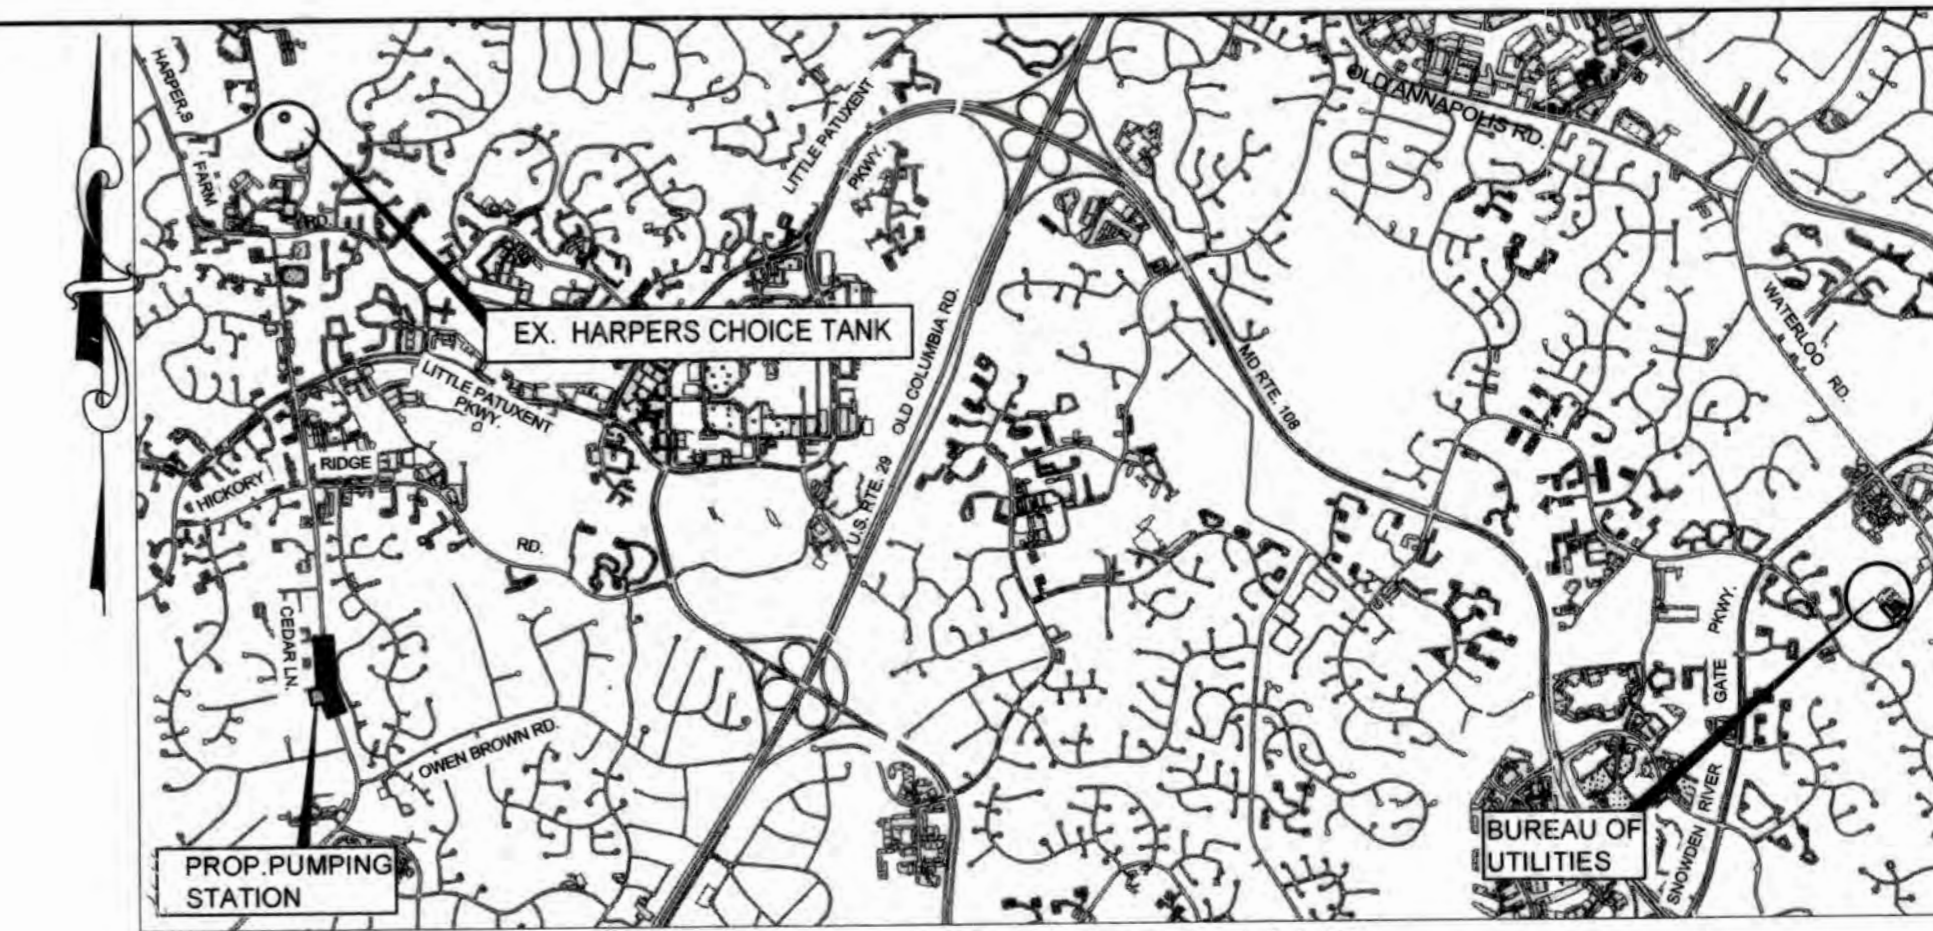 HARPER,S
FARM
RD.
LITTLE PATUXENT
PKWY.
OLD ANNAPOLIS RD.
EX. HARPERS CHOICE TANK
OLD COLUMBIA RD.
U.S. RTE. 29
MD RTE. 108
WATERLOO RD.
LITTLE PATUXENT
PKWY.
HICKORY
RIDGE
RD.
CEDAR LN.
OWEN BROWN RD.
SNOWDEN
RIVER
GATE
PKWY.
PROP.PUMPING
STATION
BUREAU OF
UTILITIES